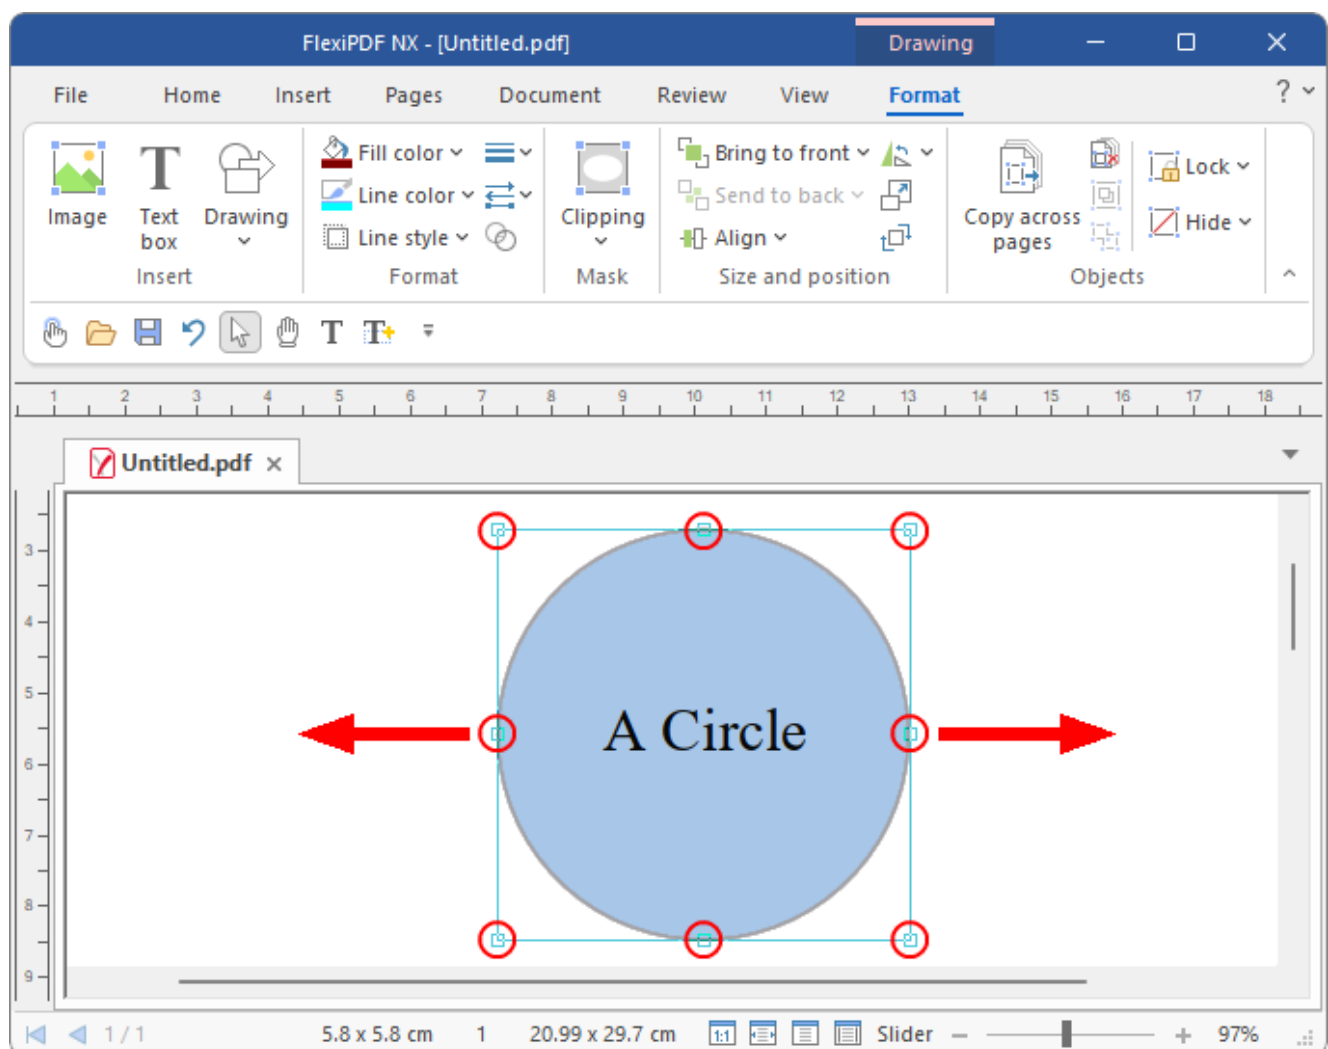 FlexiPDF NX - [Untitled.pdf] Drawing
File Home Insert Pages Document Review View Format ?
Fill color Bring to front
Line color Send to back Lock
Image Text box Drawing Line style Clipping Align Copy across pages Hide
Insert Format Mask Size and position Objects
1 2 3 4 5 6 7 8 9 10 11 12 13 14 15 16 17 18
Untitled.pdf
3
4
5
A Circle
6
7
8
9
1 / 1 5.8 x 5.8 cm 1 20.99 x 29.7 cm 1:1 Slider 97%